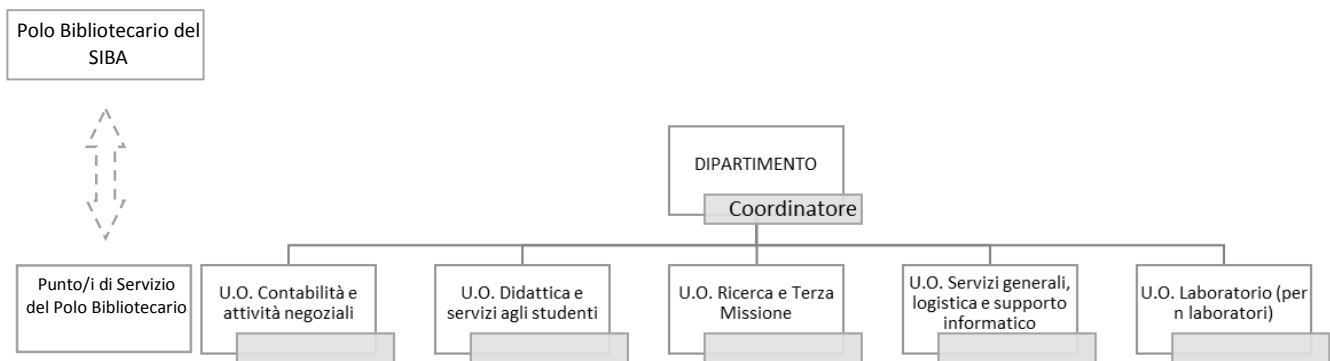 Polo Bibliotecario del
SIBA
DIPARTIMENTO
Coordinatore
Punto/i di Servizio
del Polo Bibliotecario
U.O. Contabilità e
attività negoziali
U.O. Didattica e
servizi agli studenti
U.O. Ricerca e Terza
Missione
U.O. Servizi generali,
logistica e supporto
informatico
U.O. Laboratorio (per
n laboratori)